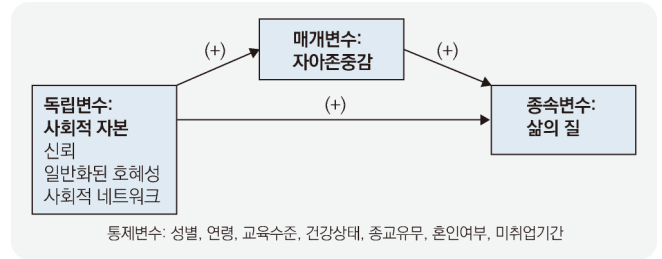 매개변수:
자아존중감
(+)
(+)
독립변수:
사회적 자본
신뢰
일반화된 호혜성
사회적 네트워크
(+)
종속변수:
삶의 질
통제변수: 성별, 연령, 교육수준, 건강상태, 종교유무, 혼인여부, 미취업기간